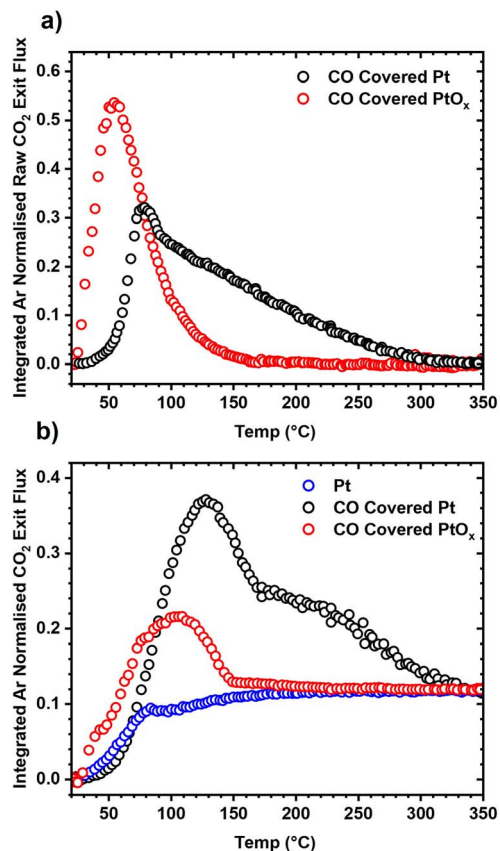 a)
Integrated Ar Normalised Raw CO₂ Exit Flux
0.6
0.5
0.4
0.3
0.2
0.1
0.0
CO Covered Pt
CO Covered PtOₓ
50 100 150 200 250 300 350
Temp (°C)
b)
Integrated Ar Normalised CO₂ Exit Flux
0.4
0.3
0.2
0.1
0.0
Pt
CO Covered Pt
CO Covered PtOₓ
50 100 150 200 250 300 350
Temp (°C)